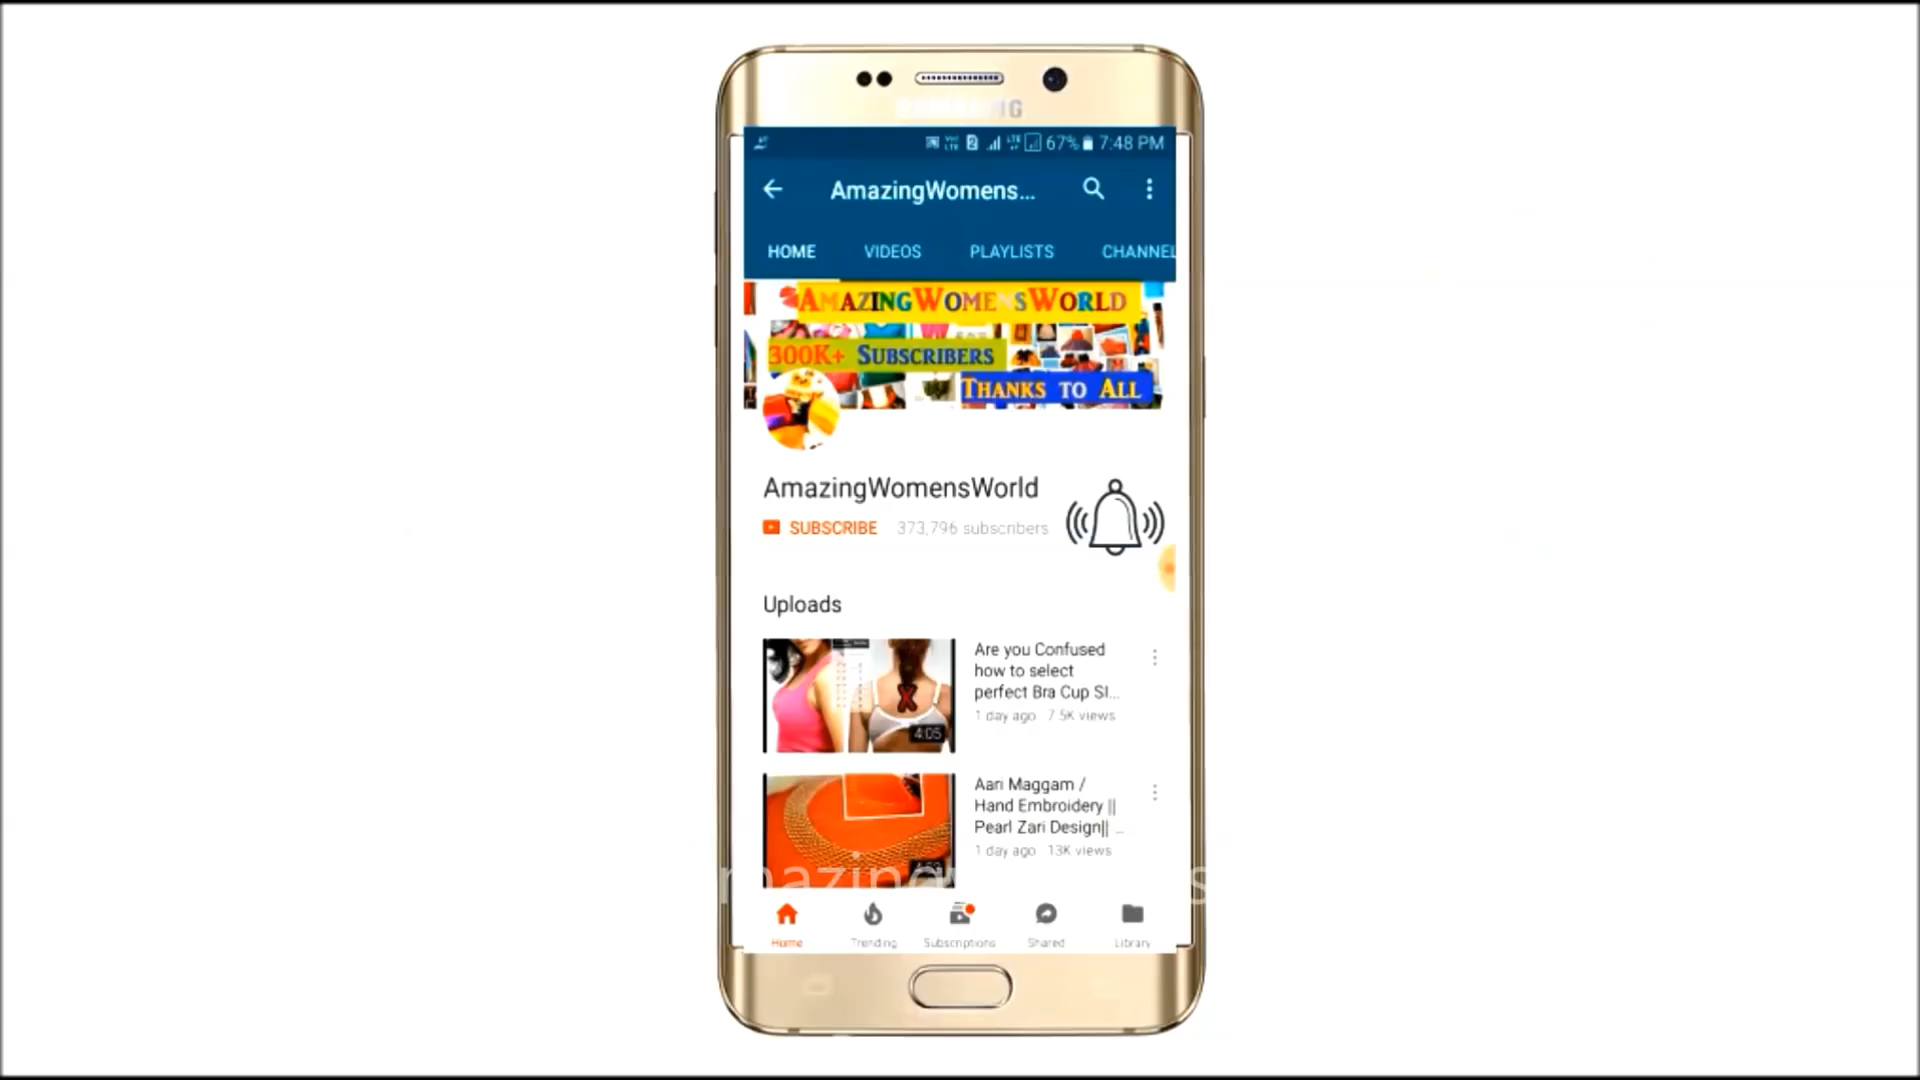 SAMSUNG
67% 7:48 PM
AmazingWomens...
HOME VIDEOS PLAYLISTS CHANNEL
AmazingWomensWorld
300K+ Subscribers
Thanks to All
AmazingWomensWorld
SUBSCRIBE 373,796 subscribers
Uploads
Are you Confused
how to select
perfect Bra Cup SI...
1 day ago 7.5K views
4:05
Aari Maggam /
Hand Embroidery ||
Pearl Zari Design|| ...
1 day ago 13K views
Home Trending Subscriptions Shared Library